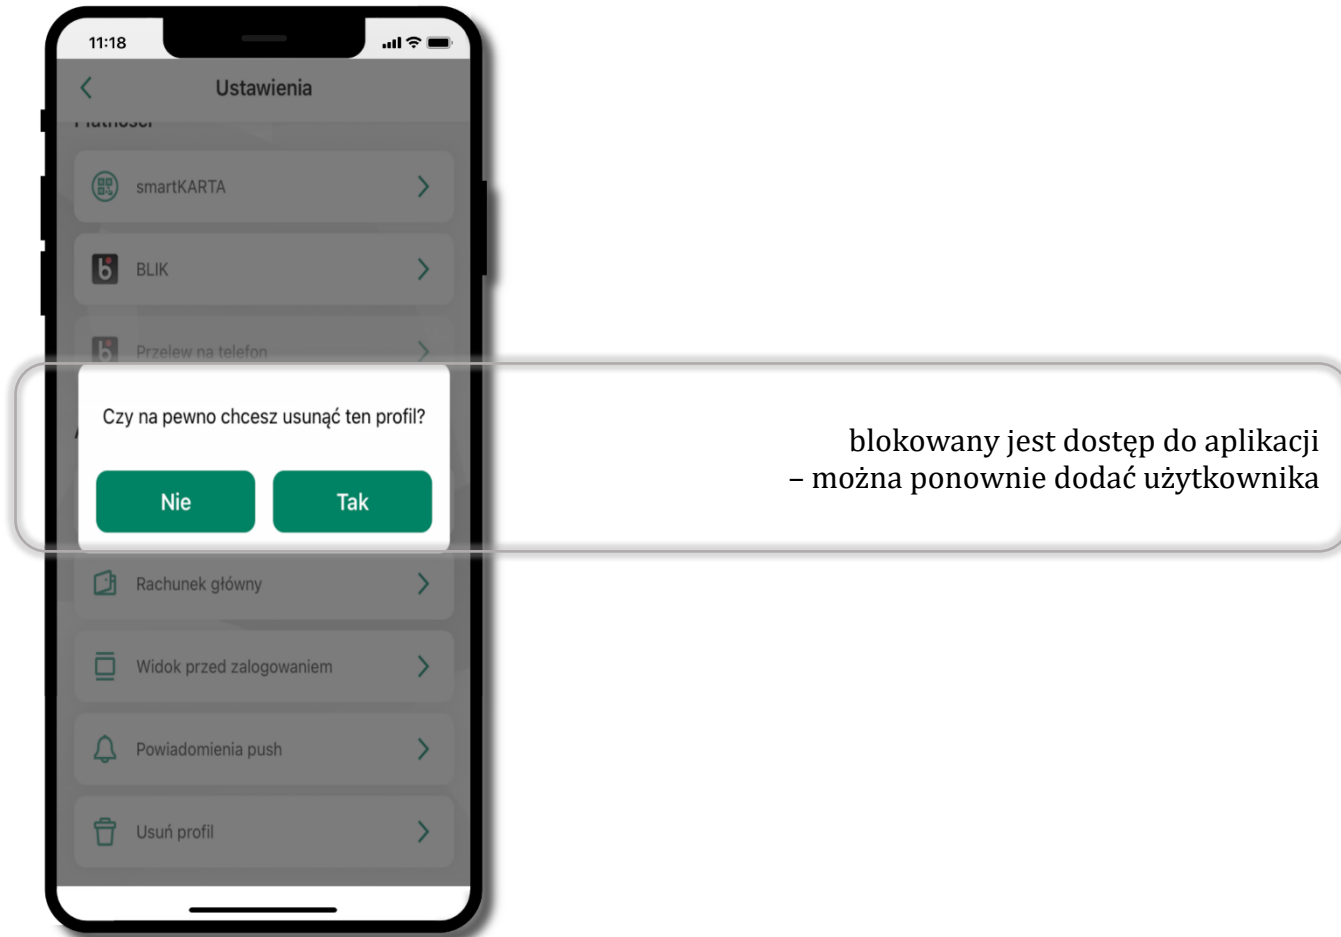 11:18
Ustawienia
Płatności
smartKARTA
BLIK
Przelew na telefon
Czy na pewno chcesz usunąć ten profil?
Nie
Tak
blokowany jest dostęp do aplikacji
– można ponownie dodać użytkownika
Rachunek główny
Widok przed zalogowaniem
Powiadomienia push
Usuń profil